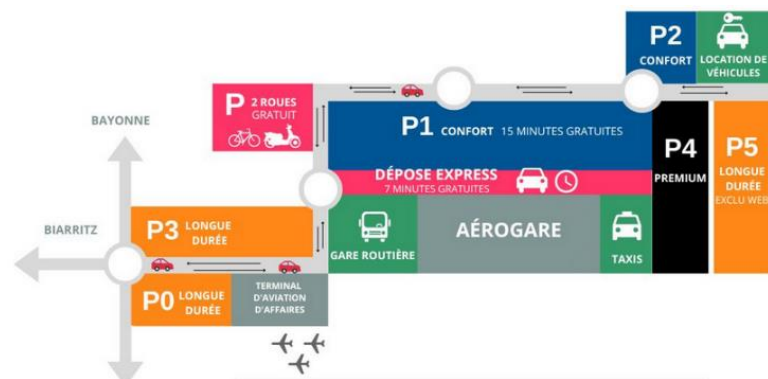 P2
CONFORT
LOCATION DE
VÉHICULES
P 2 ROUES
GRATUIT
BAYONNE
P1 CONFORT 15 MINUTES GRATUITES
P4
PREMIUM
P5
LONGUE
DURÉE
EXCLU WEB
DÉPOSE EXPRESS
7 MINUTES GRATUITES
BIARRITZ
P3 LONGUE
DURÉE
GARE ROUTIÈRE
AÉROGARE
TAXIS
P0 LONGUE
DURÉE
TERMINAL
D'AVIATION
D'AFFAIRES